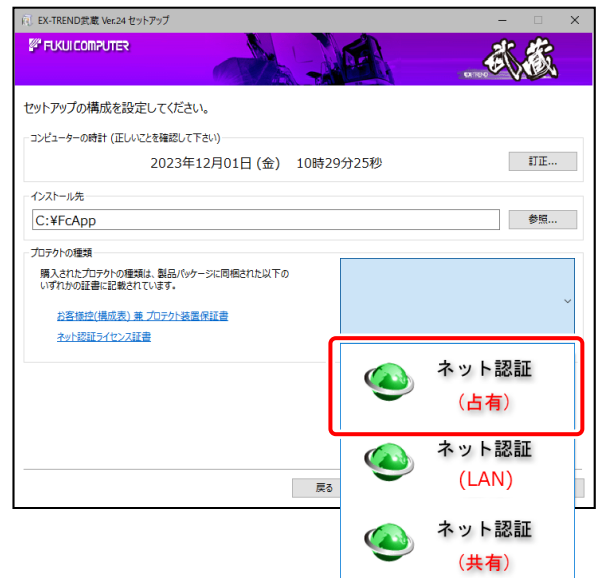 EX-TREND武蔵 Ver.24 セットアップ
FUKUI COMPUTER
EX-TREND 武蔵
セットアップの構成を設定してください。
コンピューターの時計 (正しいことを確認して下さい)
2023年12月01日 (金) 10時29分25秒
訂正...
インストール先
C:¥FcApp
参照...
プロテクトの種類
購入されたプロテクトの種類は、製品パッケージに同梱された以下の
いずれかの証書に記載されています。
お客様控(構成表) 兼 プロテクト装置保証書
ネット認証ライセンス証書
ネット認証
(占有)
ネット認証
(LAN)
ネット認証
(共有)
戻る